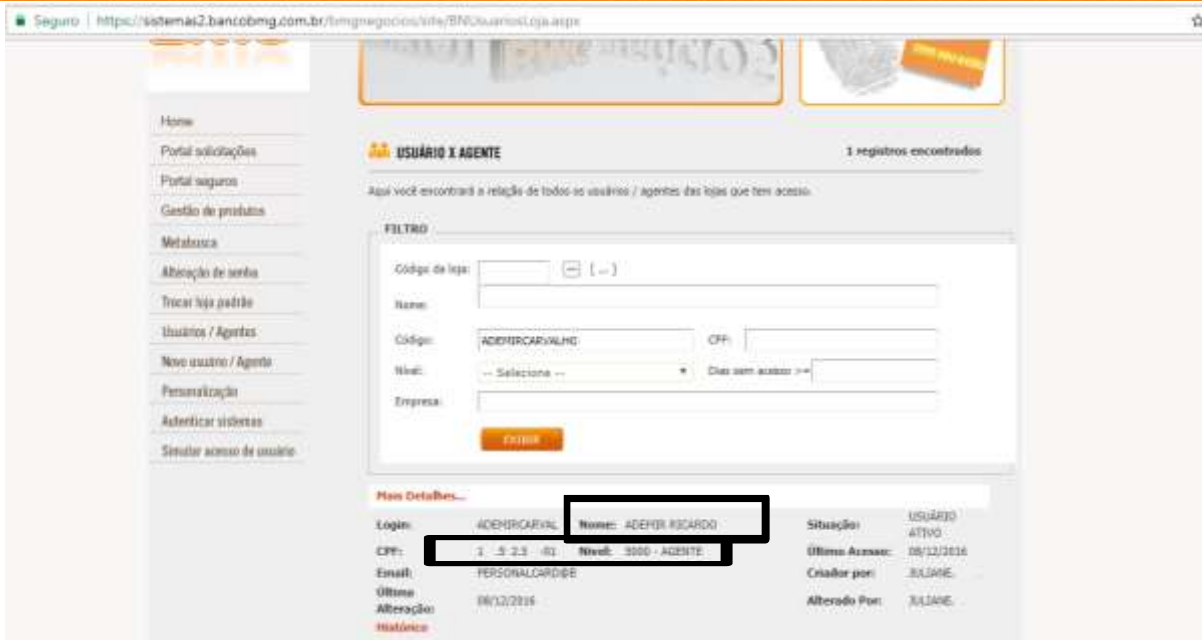 Seguro | https://sistemas2.bancobmg.com.br/bmgnegocios/site/BNUsuariosLoja.aspx
Home
Portal solicitações
Portal seguros
Gestão de produtos
Metabusca
Alteração de senha
Trocar loja padrão
Usuários / Agentes
Novo usuário / Agente
Personalização
Autenticar sistemas
Simular acesso de usuário
USUÁRIO X AGENTE
1 registros encontrados
Aqui você encontrará a relação de todos os usuários / agentes das lojas que tem acesso.
FILTRO
Código da loja: [...]
Nome:
Código: ADEMIRCARVALHO CPF:
Nível: -- Selecione -- Dias sem acesso >=
Empresa:
EXIBIR
Mais Detalhes...
Login: ADEMIRCARVAL Nome: ADEMIR RICARDO Situação: USUÁRIO ATIVO
CPF: Nível: 5000 - AGENTE Último Acesso: 08/12/2016
Email: PERSONALCARD@E Criador por: JULIANE.
Última Alteração: 08/12/2016 Alterado Por: JULIANE.
Histórico